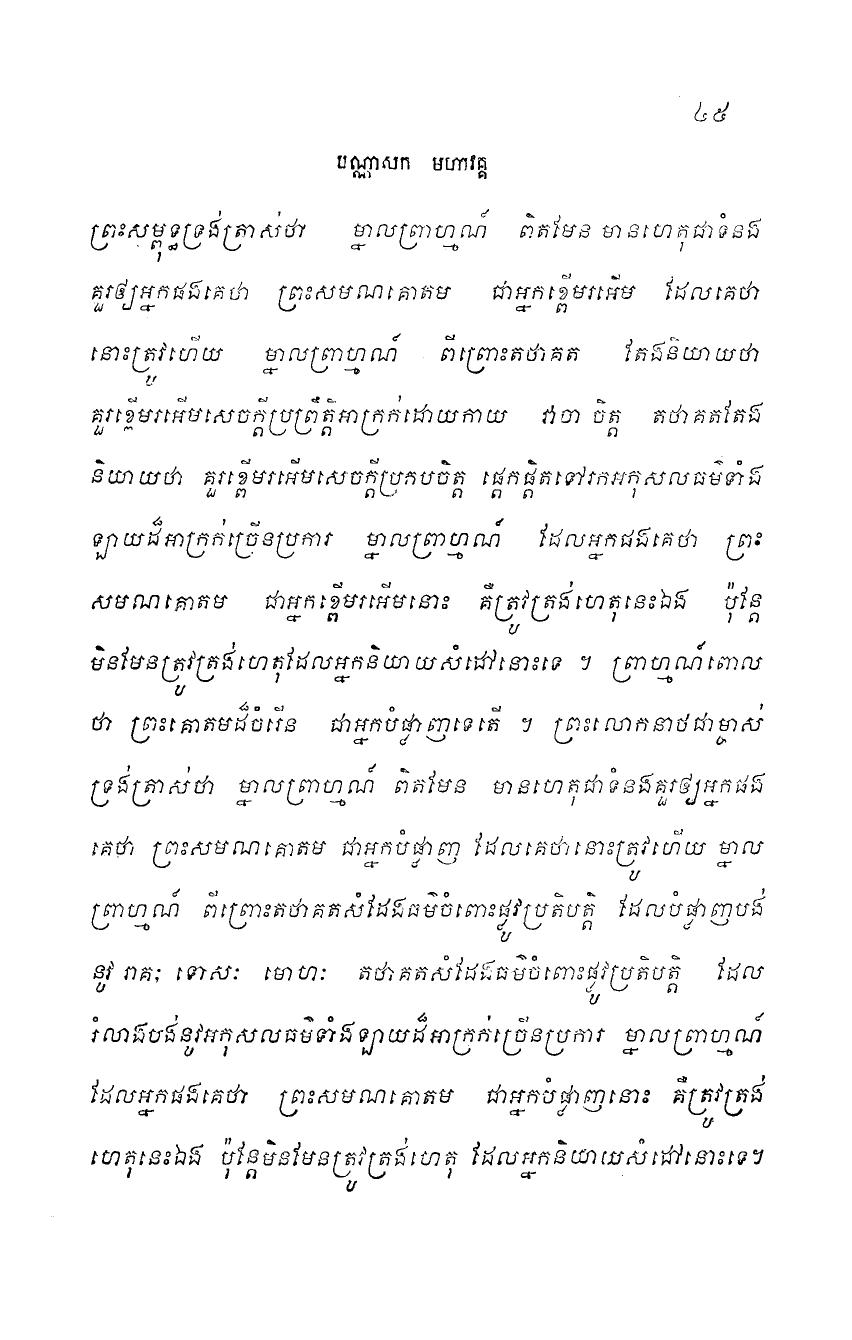 ៤៥
បណ្ណាសក មហាវគ្គ
ព្រះសម្ពុទ្ធទ្រង់ត្រាស់ថា ម្នាលព្រាហ្មណ៍ ពិតមែន មានហេតុជាទំនង
គួរឲ្យអ្នកផងគេថា ព្រះសមណគោតម ជាអ្នកខ្ពើមរអើម ដែលគេថា
នោះត្រូវហើយ ម្នាលព្រាហ្មណ៍ ពីព្រោះតថាគត តែងនិយាយថា
គួរខ្ពើមរអើមសេចក្តីប្រព្រឹត្តិអាក្រក់ដោយកាយ វាចា ចិត្ត តថាគតតែង
និយាយថា គួរខ្ពើមរអើមសេចក្តីប្រកបចិត្ត ផ្តេកផ្តិតទៅរកអកុសលធម៌ទាំង
ឡាយដ៏អាក្រក់ច្រើនប្រការ ម្នាលព្រាហ្មណ៍ ដែលអ្នកផងគេថា ព្រះ
សមណគោតម ជាអ្នកខ្ពើមរអើមនោះ គឺត្រូវត្រង់ហេតុនេះឯង ប៉ុន្តែ
មិនមែនត្រូវត្រង់ហេតុដែលអ្នកនិយាយសំដៅនោះទេ ។ ព្រាហ្មណ៍ពោល
ថា ព្រះគោតមដ៏ចំរើន ជាអ្នកបំផ្លាញទេតើ ។ ព្រះលោកនាថជាម្ចាស់
ទ្រង់ត្រាស់ថា ម្នាលព្រាហ្មណ៍ ពិតមែន មានហេតុជាទំនងគួរឲ្យអ្នកផង
គេថា ព្រះសមណគោតម ជាអ្នកបំផ្លាញ ដែលគេថានោះត្រូវហើយ ម្នាល
ព្រាហ្មណ៍ ពីព្រោះតថាគតសំដែងធម៌ចំពោះផ្លូវប្រតិបត្តិ ដែលបំផ្លាញបង់
នូវ រាគៈ ទោសៈ មោហៈ តថាគតសំដែងធម៌ចំពោះផ្លូវប្រតិបត្តិ ដែល
រំលាងបង់នូវអកុសលធម៌ទាំងឡាយដ៏អាក្រក់ច្រើនប្រការ ម្នាលព្រាហ្មណ៍
ដែលអ្នកផងគេថា ព្រះសមណគោតម ជាអ្នកបំផ្លាញនោះ គឺត្រូវត្រង់
ហេតុនេះឯង ប៉ុន្តែមិនមែនត្រូវត្រង់ហេតុ ដែលអ្នកនិយាយសំដៅនោះទេ។